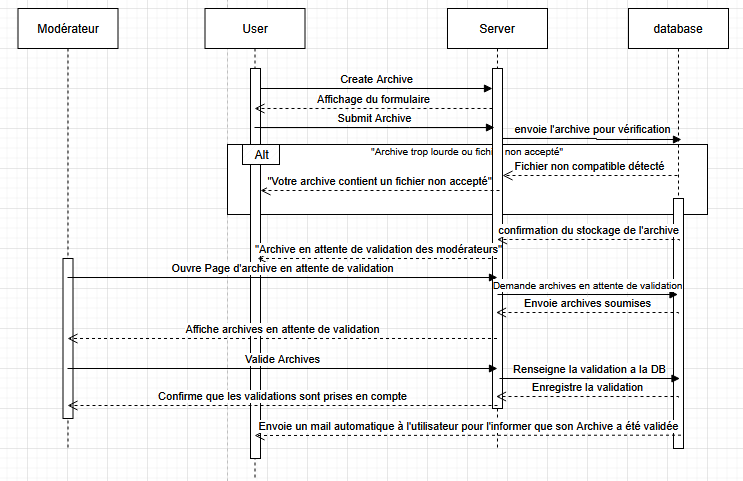 Modérateur
User
Server
database
Create Archive
Affichage du formulaire
Submit Archive
envoie l'archive pour vérification
Alt
"Archive trop lourde ou fichi non accepté"
Fichier non compatible détecté
"Votre archive contient un fichier non accepté"
confirmation du stockage de l'archive
"Archive en attente de validation des modérateurs"
Ouvre Page d'archive en attente de validation
Demande archives en attente de validation
Envoie archives soumises
Affiche archives en attente de validation
Valide Archives
Renseigne la validation a la DB
Enregistre la validation
Confirme que les validations sont prises en compte
Envoie un mail automatique à l'utilisateur pour l'informer que son Archive a été validée